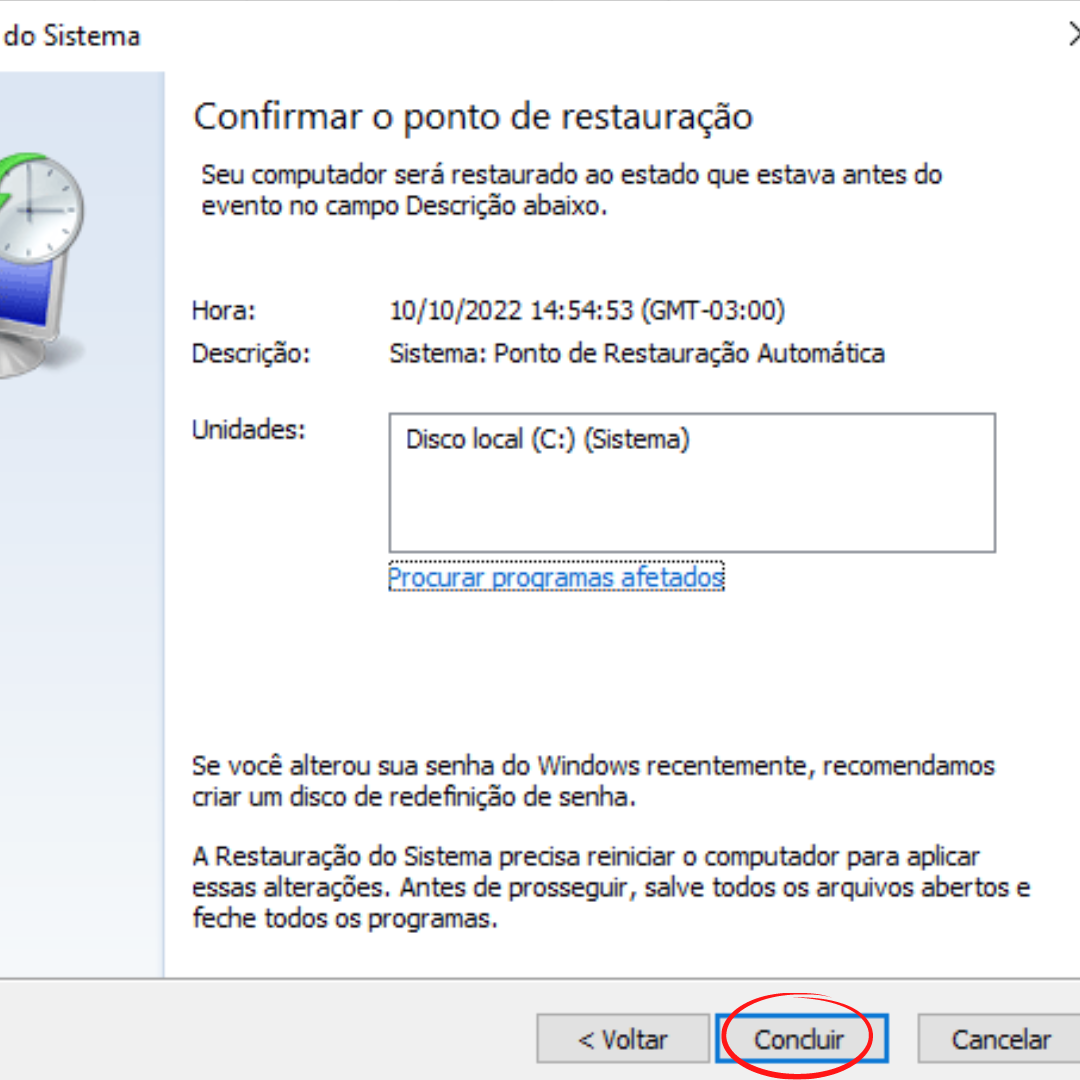 do Sistema
Confirmar o ponto de restauração
Seu computador será restaurado ao estado que estava antes do
evento no campo Descrição abaixo.
Hora: 10/10/2022 14:54:53 (GMT-03:00)
Descrição: Sistema: Ponto de Restauração Automática
Unidades: Disco local (C:) (Sistema)
Procurar programas afetados
Se você alterou sua senha do Windows recentemente, recomendamos
criar um disco de redefinição de senha.
A Restauração do Sistema precisa reiniciar o computador para aplicar
essas alterações. Antes de prosseguir, salve todos os arquivos abertos e
feche todos os programas.
< Voltar Concluir Cancelar